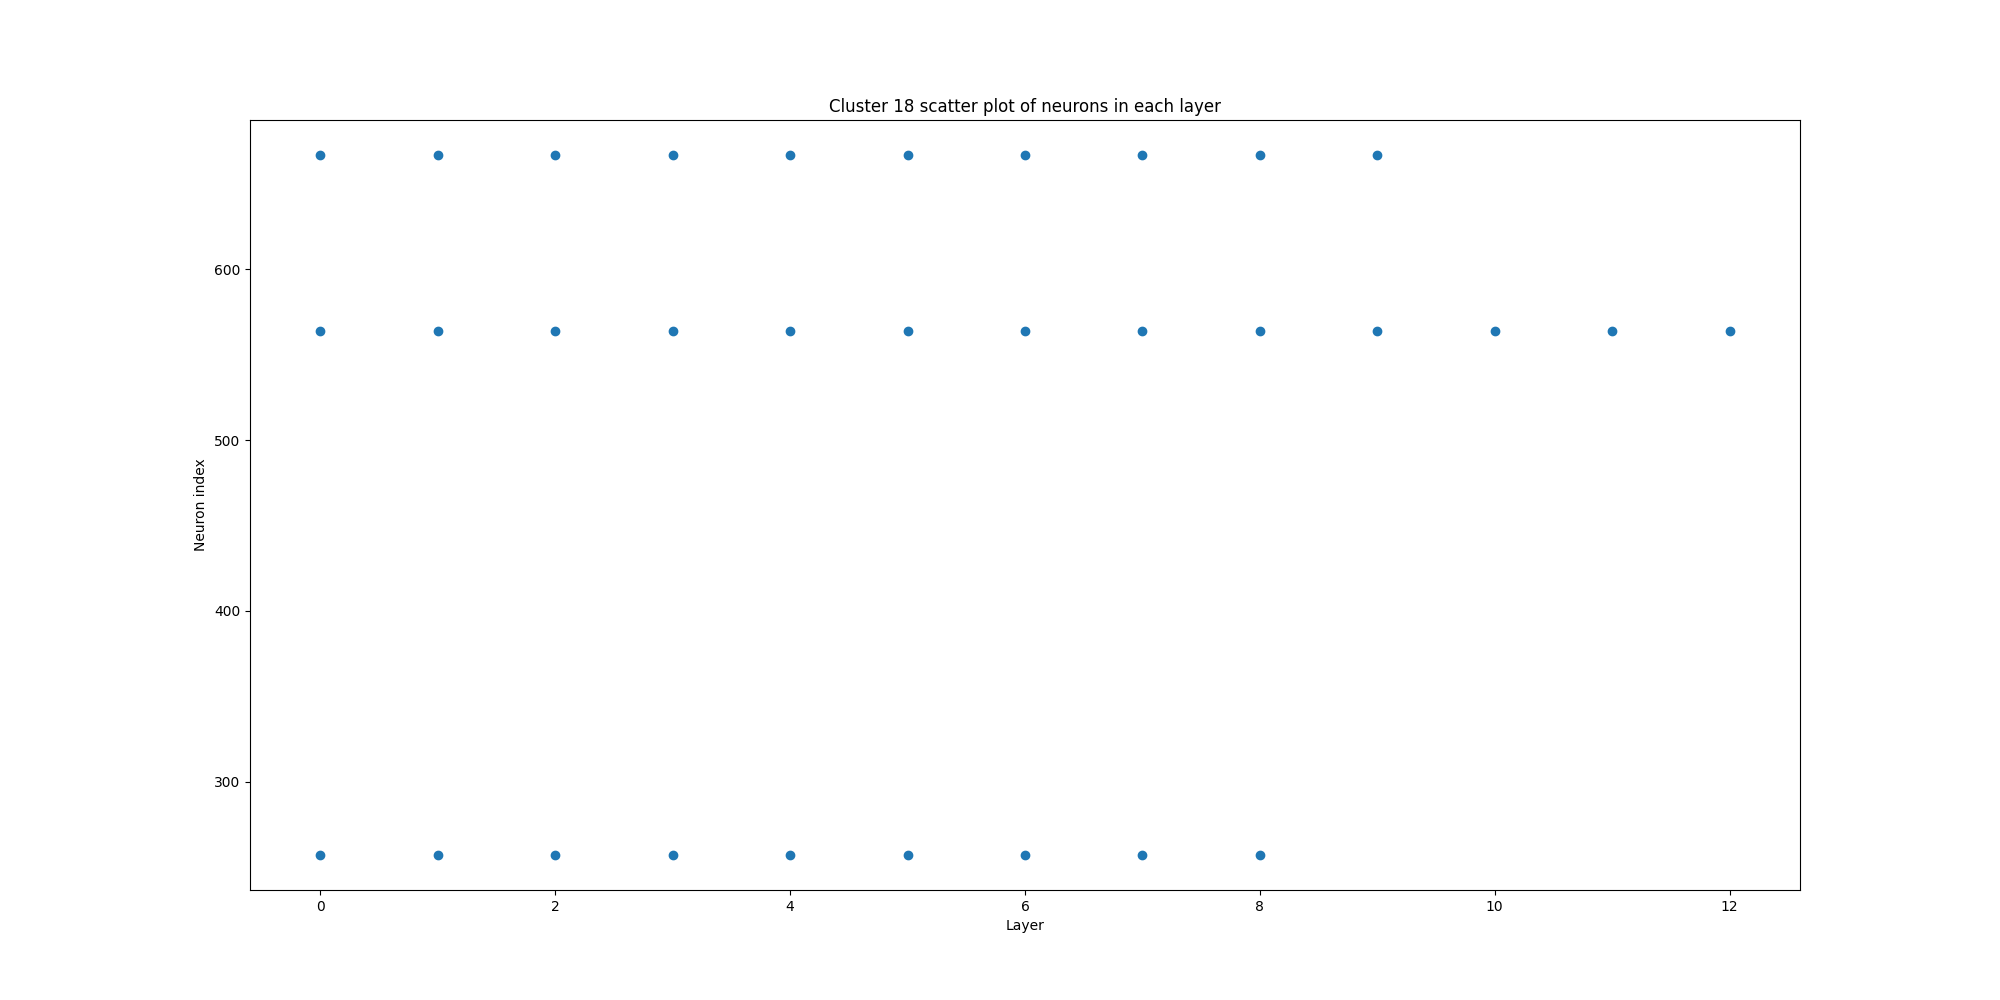 Cluster 18 scatter plot of neurons in each layer
600
500
400
300
Neuron index
0 2 4 6 8 10 12
Layer